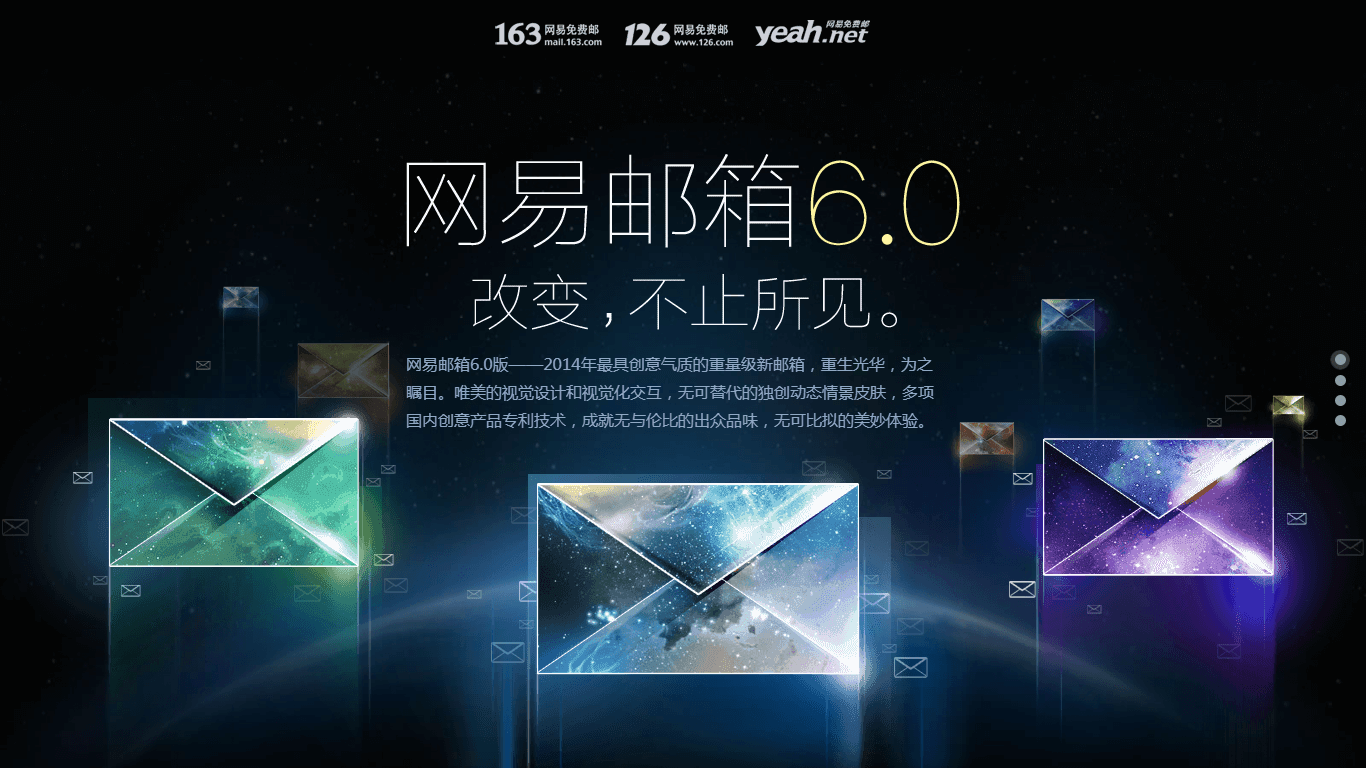 163 网易免费邮 mail.163.com 126 网易免费邮 www.126.com yeah.net 网易免费邮
网易邮箱6.0
改变,不止所见。
网易邮箱6.0版——2014年最具创意气质的重量级新邮箱,重生光华,为之
瞩目。唯美的视觉设计和视觉化交互,无可替代的独创动态情景皮肤,多项
国内创意产品专利技术,成就无与伦比的出众品味,无可比拟的美妙体验。